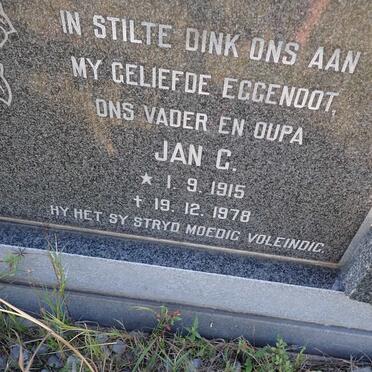 IN STILTE DINK ONS AAN
MY GELIEFDE EGGENOOT,
ONS VADER EN OUPA
JAN G.
★ 1. 9. 1915
✝ 19. 12. 1978
HY HET SY STRYD MOEDIG VOLEINDIG.